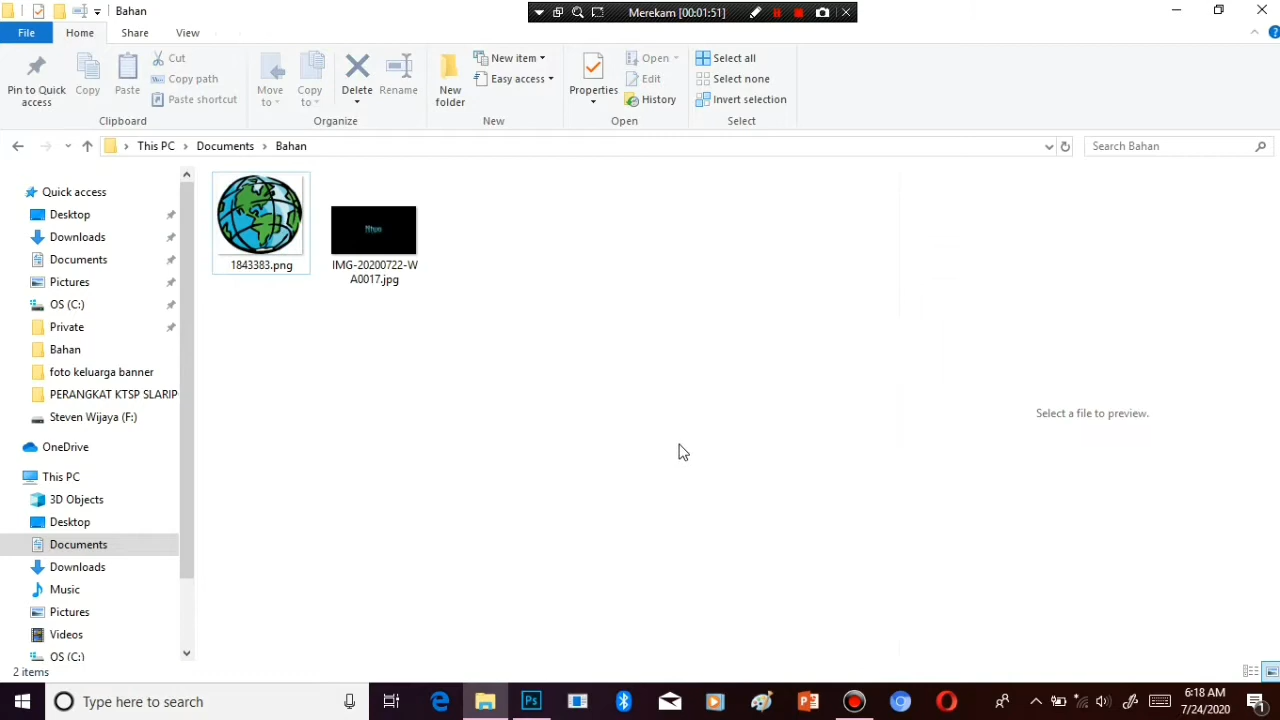 Bahan
Merekam [00:01:51]
File
Home
Share
View
Pin to Quick access
Copy
Paste
Cut
Copy path
Paste shortcut
Move to
Copy to
Delete
Rename
New folder
New item
Easy access
Properties
Open
Edit
History
Select all
Select none
Invert selection
Clipboard
Organize
New
Open
Select
This PC
Documents
Bahan
Search Bahan
Quick access
Desktop
Downloads
Documents
Pictures
OS (C:)
Private
Bahan
foto keluarga banner
PERANGKAT KTSP SLARIP
Steven Wijaya (F:)
OneDrive
This PC
3D Objects
Desktop
Documents
Downloads
Music
Pictures
Videos
OS (C:)
1843383.png
IMG-20200722-W
A0017.jpg
Select a file to preview.
2 items
Type here to search
Ps
6:18 AM
7/24/2020
1